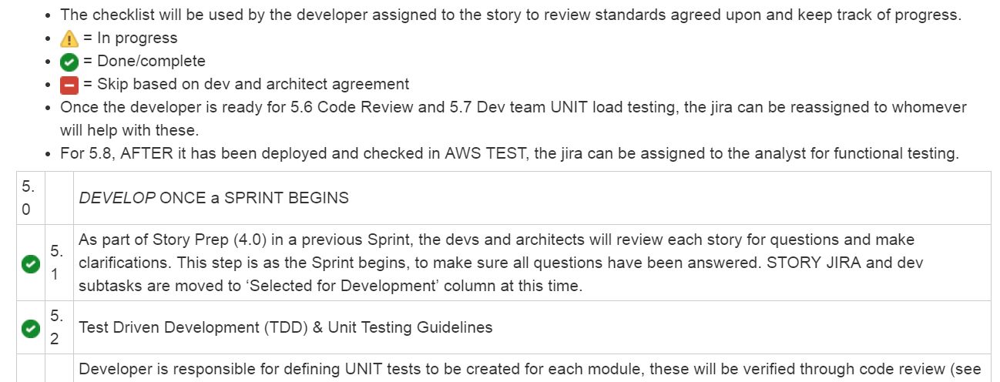 The checklist will be used by the developer assigned to the story to review standards agreed upon and keep track of progress.
= In progress
= Done/complete
= Skip based on dev and architect agreement
Once the developer is ready for 5.6 Code Review and 5.7 Dev team UNIT load testing, the jira can be reassigned to whomever
will help with these.
For 5.8, AFTER it has been deployed and checked in AWS TEST, the jira can be assigned to the analyst for functional testing.
5.
0
DEVELOP ONCE a SPRINT BEGINS
5.
1
As part of Story Prep (4.0) in a previous Sprint, the devs and architects will review each story for questions and make
clarifications. This step is as the Sprint begins, to make sure all questions have been answered. STORY JIRA and dev
subtasks are moved to ‘Selected for Development’ column at this time.
5.
2
Test Driven Development (TDD) & Unit Testing Guidelines
Developer is responsible for defining UNIT tests to be created for each module, these will be verified through code review (see